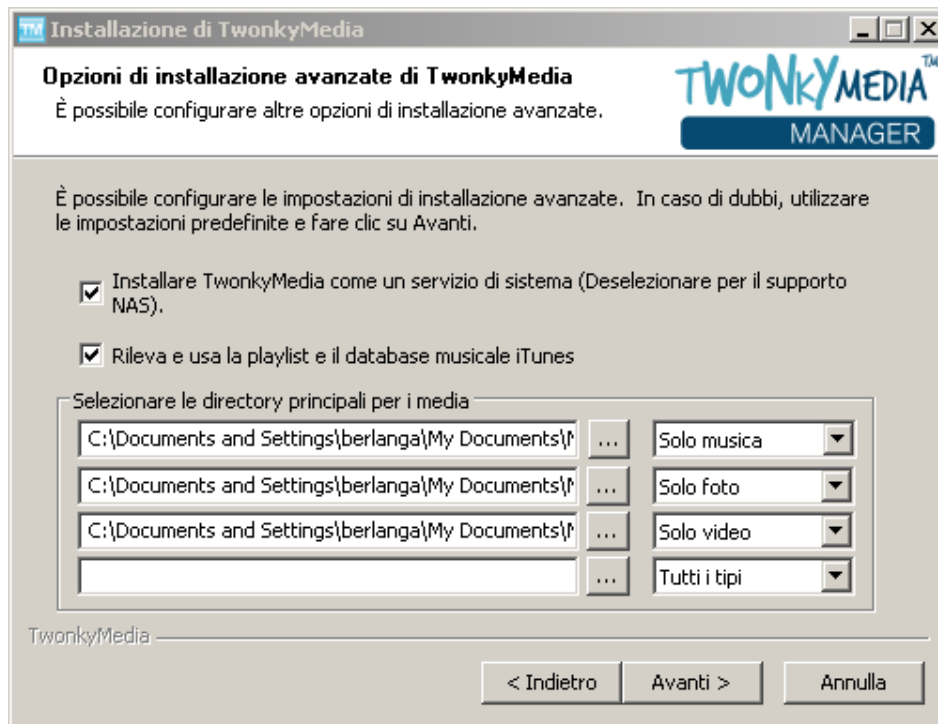 TM Installazione di TwonkyMedia
Opzioni di installazione avanzate di TwonkyMedia
È possibile configurare altre opzioni di installazione avanzate.
TWONKYMEDIA™
MANAGER
È possibile configurare le impostazioni di installazione avanzate. In caso di dubbi, utilizzare
le impostazioni predefinite e fare clic su Avanti.
Installare TwonkyMedia come un servizio di sistema (Deselezionare per il supporto
NAS).
Rileva e usa la playlist e il database musicale iTunes
Selezionare le directory principali per i media
C:\Documents and Settings\berlanga\My Documents\ ... Solo musica
C:\Documents and Settings\berlanga\My Documents\ ... Solo foto
C:\Documents and Settings\berlanga\My Documents\ ... Solo video
... Tutti i tipi
TwonkyMedia
< Indietro Avanti > Annulla